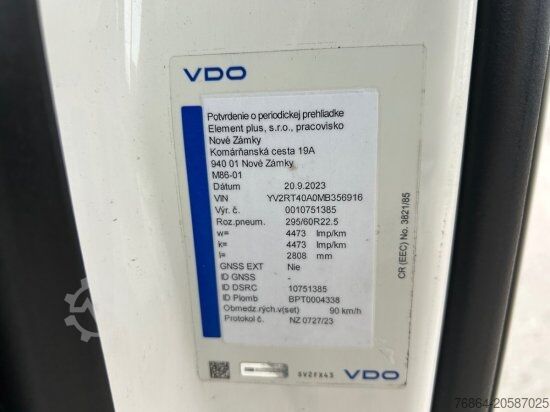 VDO
Potvrdenie o periodickej prehliadke
Element plus, s.r.o., pracovisko
Nové Zámky
Komárňanská cesta 19A
940 01 Nové Zámky
M86-01
Dátum 20.9.2023
VIN YV2RT40A0MB356916
Výr. č. 0010751385
Roz.pneum. 295/60R22.5
w= 4473 Imp/km
k= 4473 Imp/km
l= 2808 mm
GNSS EXT Nie
ID GNSS -
ID DSRC 10751385
ID Plomb BPT0004338
Obmedz.rých.v(set) 90 km/h
Protokol č. NZ 0727/23
CR (EEC) No. 3821/85
SV2FX43
VDO
76864-20587025